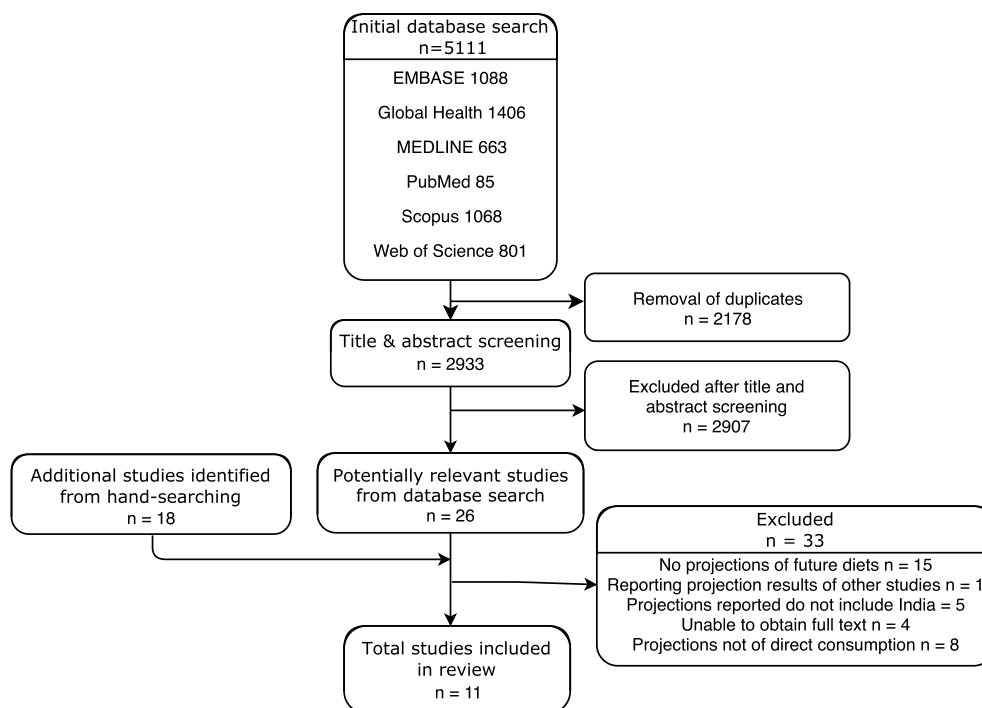 Initial database search
n=5111
EMBASE 1088
Global Health 1406
MEDLINE 663
PubMed 85
Scopus 1068
Web of Science 801
Removal of duplicates
n = 2178
Title & abstract screening
n = 2933
Excluded after title and
abstract screening
n = 2907
Additional studies identified
from hand-searching
n = 18
Potentially relevant studies
from database search
n = 26
Excluded
n = 33
No projections of future diets n = 15
Reporting projection results of other studies n = 1
Projections reported do not include India = 5
Unable to obtain full text n = 4
Projections not of direct consumption n = 8
Total studies included
in review
n = 11